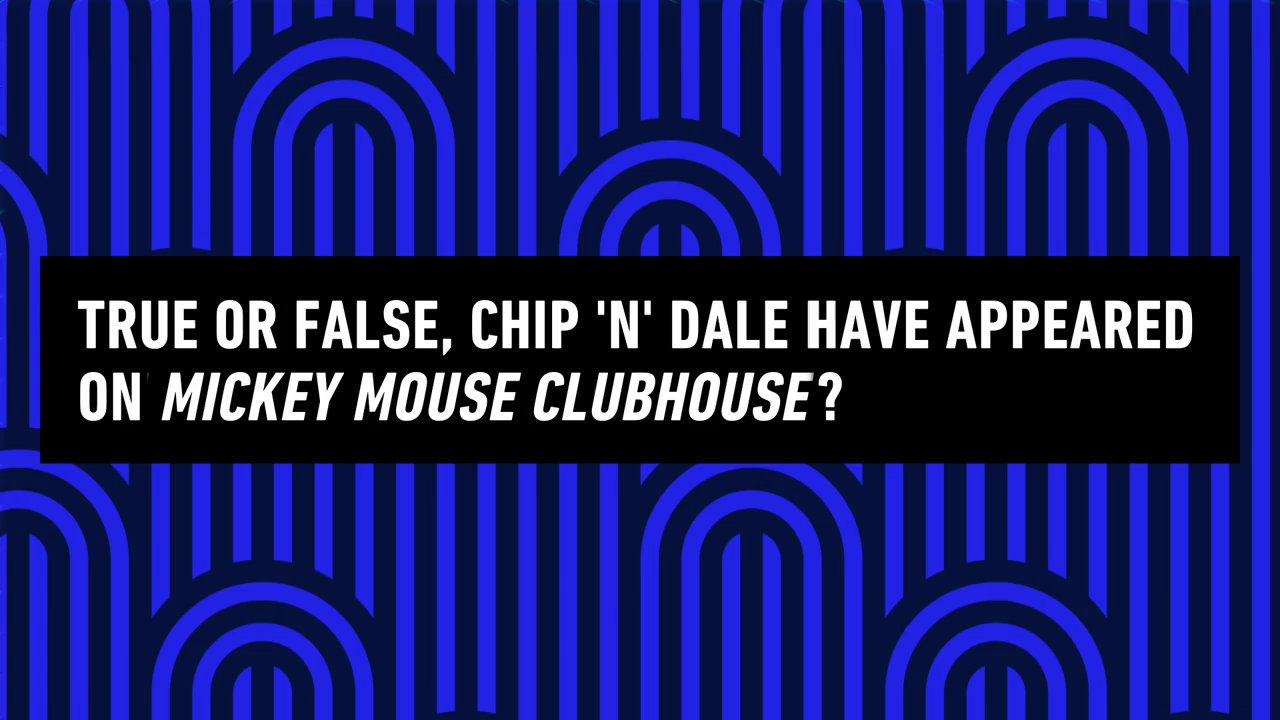 TRUE OR FALSE, CHIP 'N' DALE HAVE APPEARED
ON MICKEY MOUSE CLUBHOUSE?